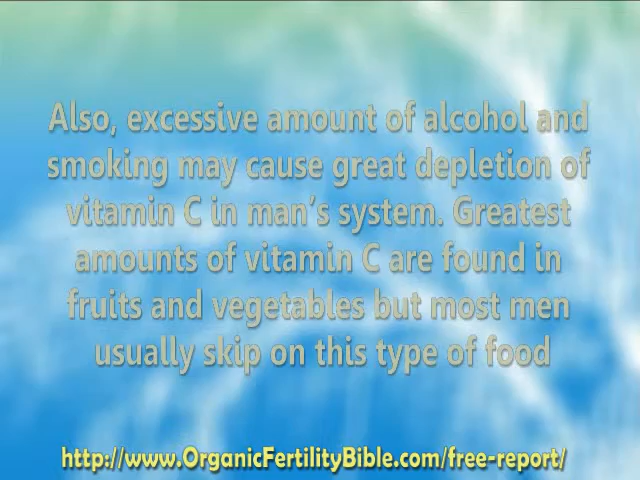 Also, excessive amount of alcohol and
smoking may cause great depletion of
vitamin C in man's system. Greatest
amounts of vitamin C are found in
fruits and vegetables but most men
usually skip on this type of food
http://www.OrganicFertilityBible.com/free-report/